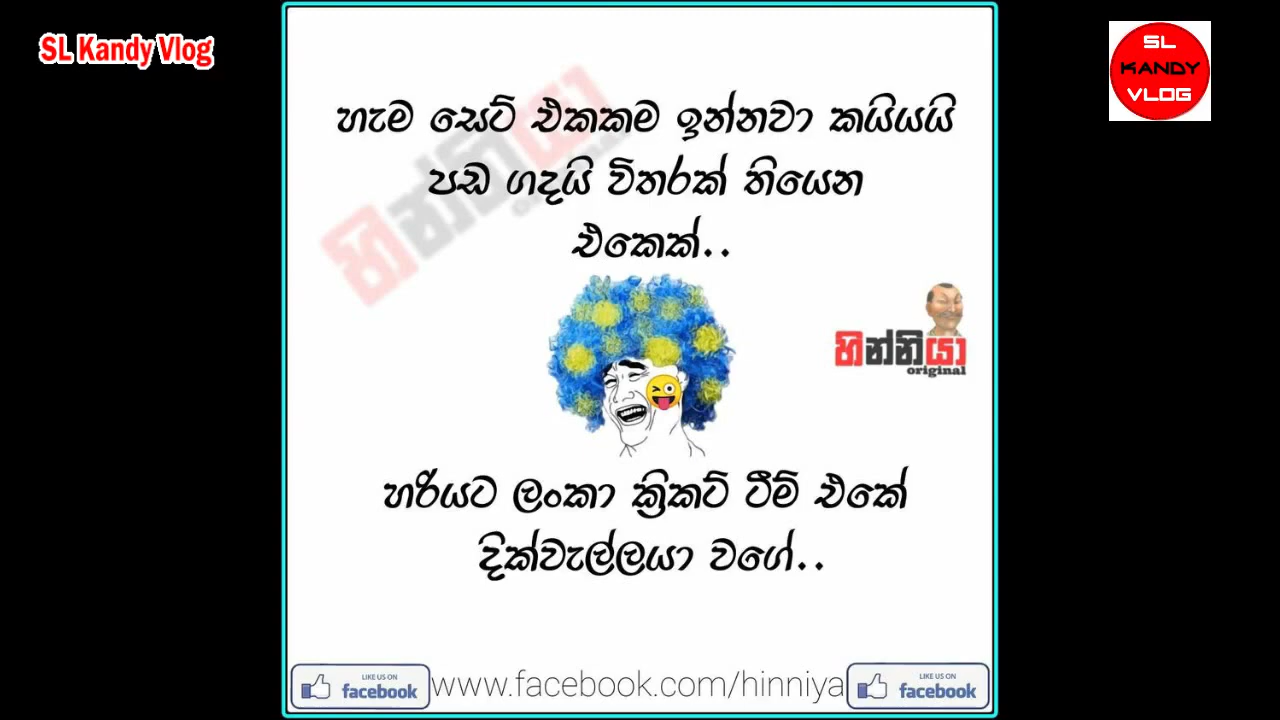 SL Kandy Vlog
SL
KANDY
VLOG
හැම සෙට් එකකම ඉන්නවා කයියයි
පඩ ගදයි විතරක් තියෙන
එකෙක්..
හින්නියා
original
හරියට ලංකා ක්‍රිකට් ටීම් එකේ
දික්වැල්ලයා වගේ..
LIKE US ON
facebook
www.facebook.com/hinniya
LIKE US ON
facebook